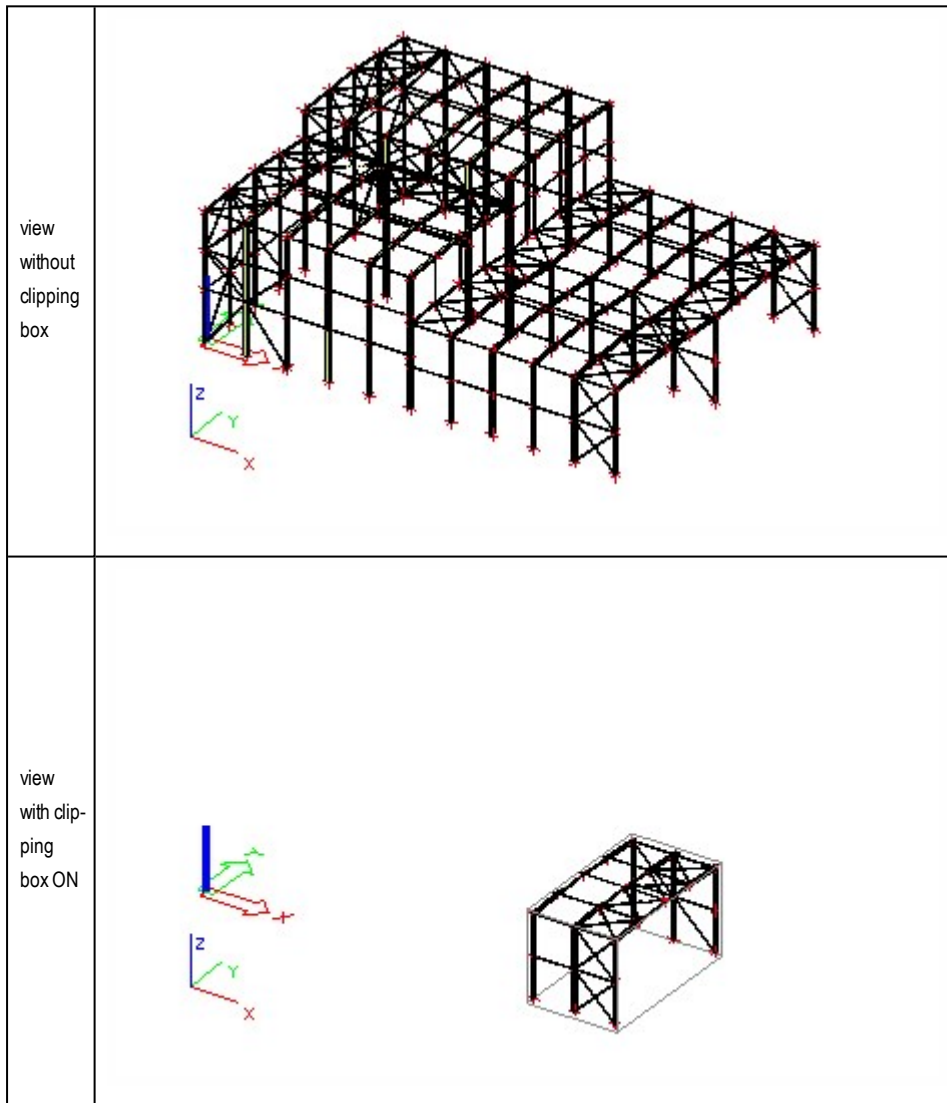 view
without
clipping
box
Z
Y
X
view
with clip-
ping
box ON
Y
X
Z
Y
X